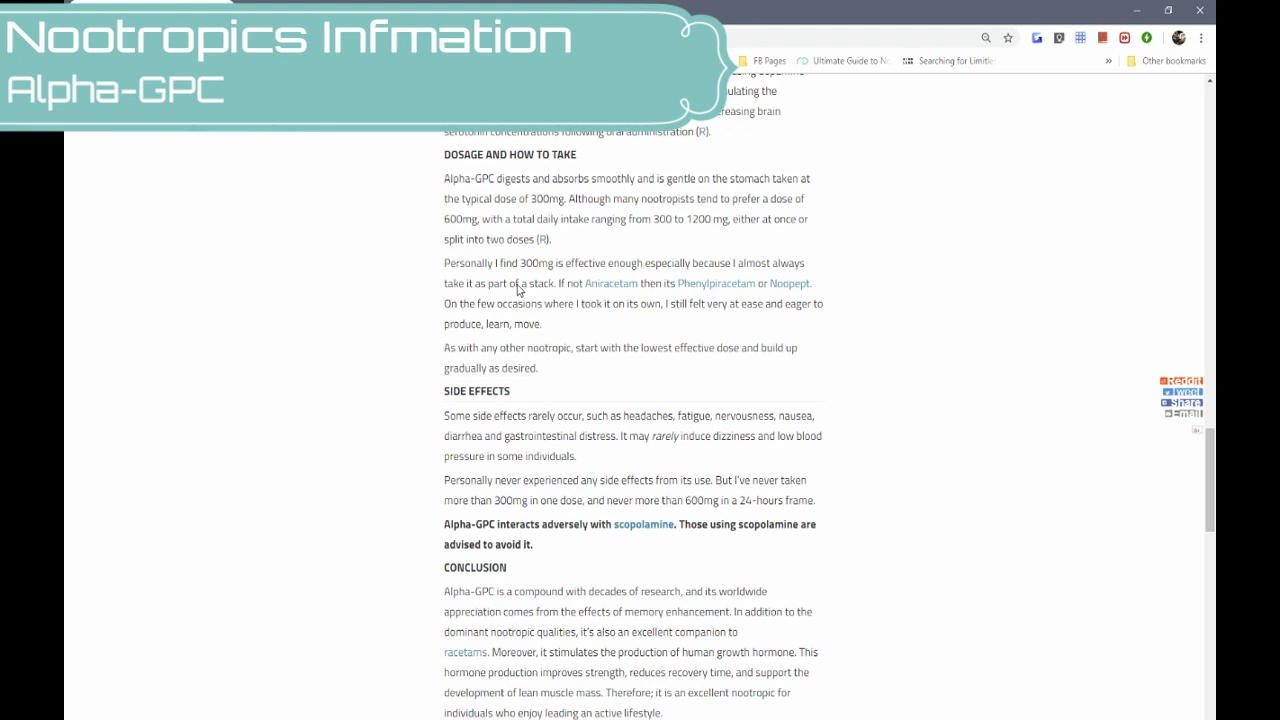 Nootropics Infmation
Alpha-GPC
FB Pages
Ultimate Guide to No
Searching for Limitle
»
Other bookmarks
ulating the
reasing brain
serotonin concentrations following oral administration (R).
DOSAGE AND HOW TO TAKE
Alpha-GPC digests and absorbs smoothly and is gentle on the stomach taken at
the typical dose of 300mg. Although many nootropists tend to prefer a dose of
600mg, with a total daily intake ranging from 300 to 1200 mg, either at once or
split into two doses (R).
Personally I find 300mg is effective enough especially because I almost always
take it as part of a stack. If not Aniracetam then its Phenylpiracetam or Noopept.
On the few occasions where I took it on its own, I still felt very at ease and eager to
produce, learn, move.
As with any other nootropic, start with the lowest effective dose and build up
gradually as desired.
SIDE EFFECTS
Some side effects rarely occur, such as headaches, fatigue, nervousness, nausea,
diarrhea and gastrointestinal distress. It may rarely induce dizziness and low blood
pressure in some individuals.
Personally never experienced any side effects from its use. But I've never taken
more than 300mg in one dose, and never more than 600mg in a 24-hours frame.
Alpha-GPC interacts adversely with scopolamine. Those using scopolamine are
advised to avoid it.
CONCLUSION
Alpha-GPC is a compound with decades of research, and its worldwide
appreciation comes from the effects of memory enhancement. In addition to the
dominant nootropic qualities, it's also an excellent companion to
racetams. Moreover, it stimulates the production of human growth hormone. This
hormone production improves strength, reduces recovery time, and support the
development of lean muscle mass. Therefore; it is an excellent nootropic for
individuals who enjoy leading an active lifestyle.
Reddit
Tweet
Share
Email